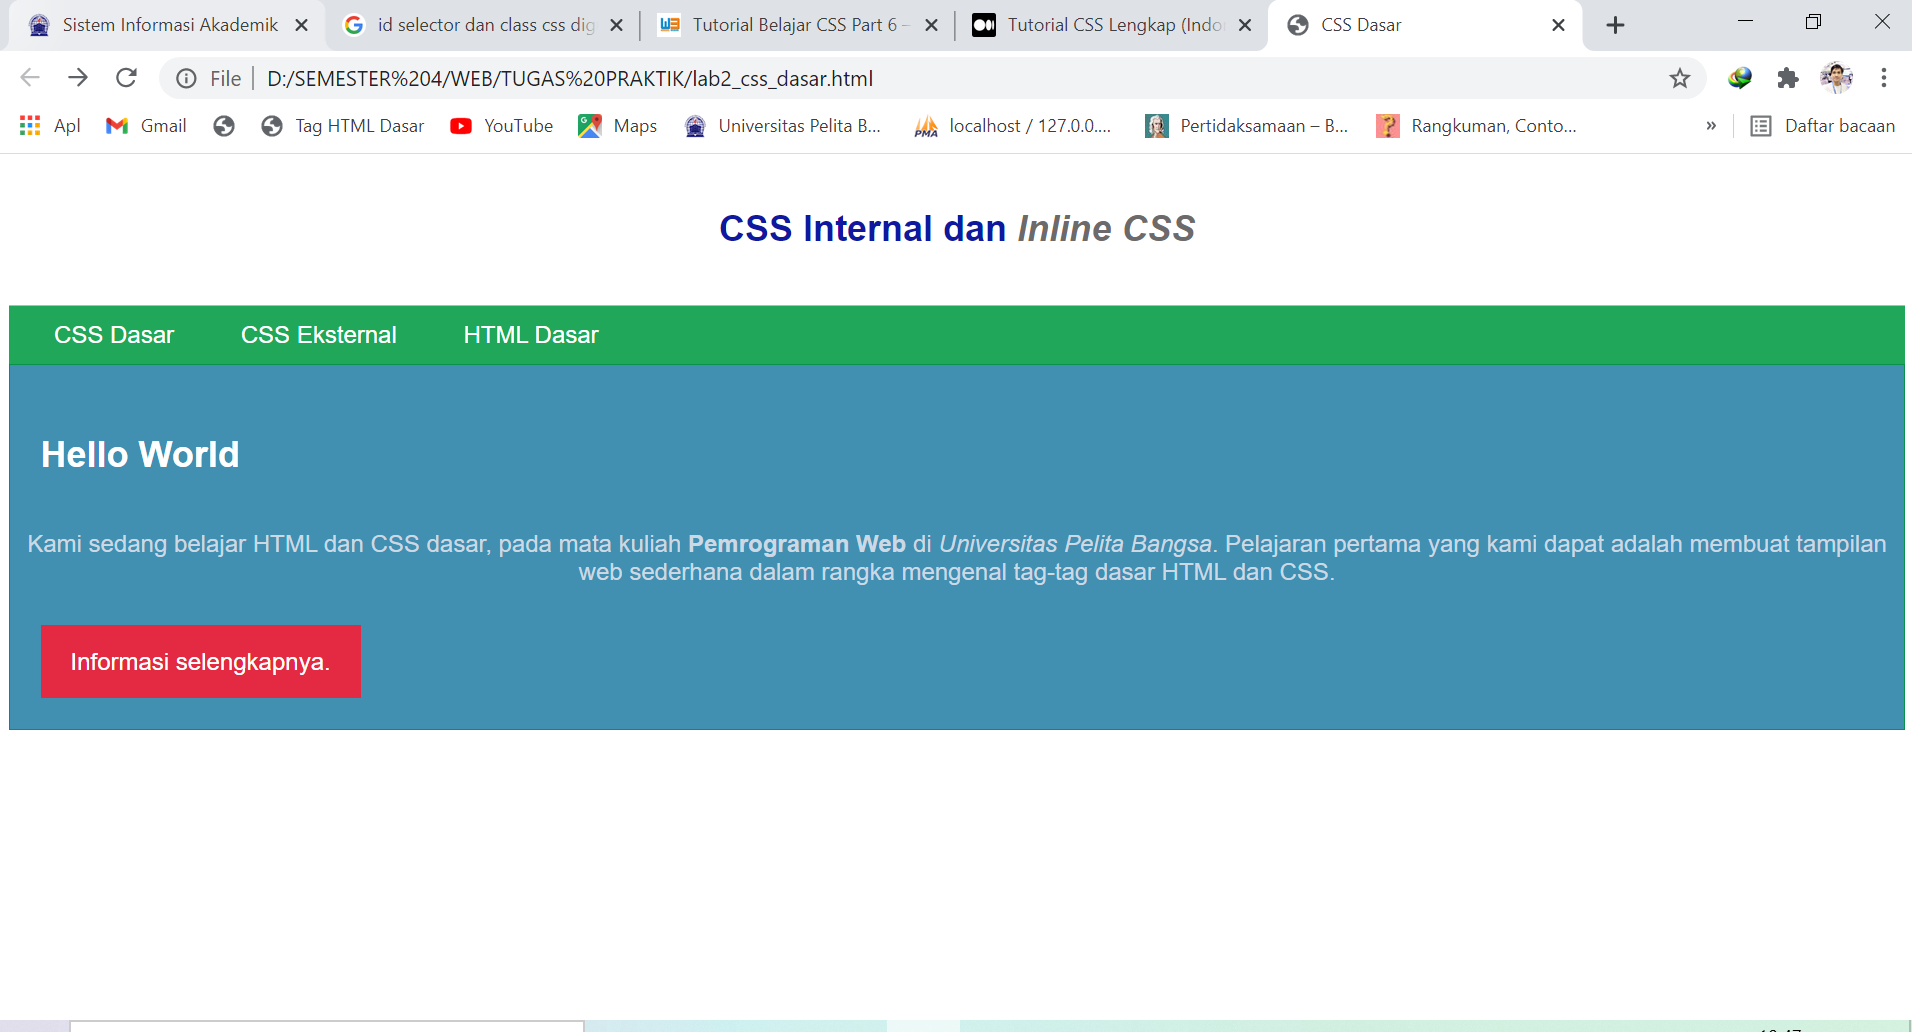 Sistem Informasi Akademik
id selector dan class css dig
Tutorial Belajar CSS Part 6 –
Tutorial CSS Lengkap (Indo
CSS Dasar
File
D:/SEMESTER%204/WEB/TUGAS%20PRAKTIK/lab2_css_dasar.html
Apl
Gmail
Tag HTML Dasar
YouTube
Maps
Universitas Pelita B...
localhost / 127.0.0....
Pertidaksamaan – B...
Rangkuman, Conto...
»
Daftar bacaan
CSS Internal dan Inline CSS
CSS Dasar
CSS Eksternal
HTML Dasar
Hello World
Kami sedang belajar HTML dan CSS dasar, pada mata kuliah Pemrograman Web di Universitas Pelita Bangsa. Pelajaran pertama yang kami dapat adalah membuat tampilan
web sederhana dalam rangka mengenal tag-tag dasar HTML dan CSS.
Informasi selengkapnya.